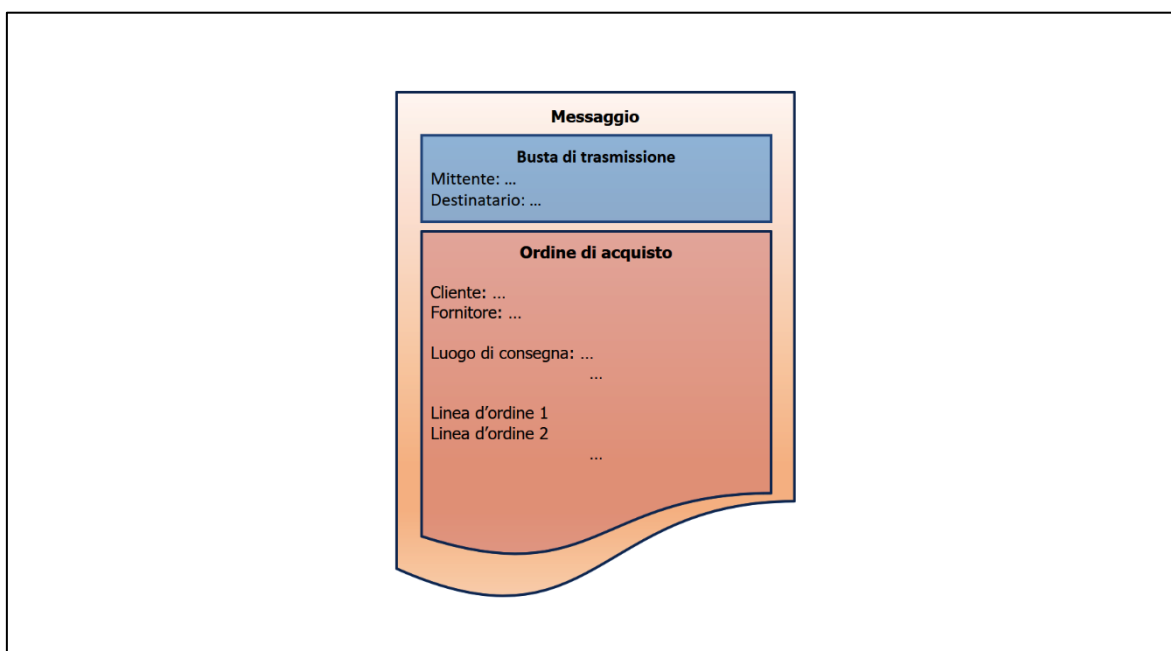 Messaggio
Busta di trasmissione
Mittente: ...
Destinatario: ...
Ordine di acquisto
Cliente: ...
Fornitore: ...
Luogo di consegna: ...
...
Linea d’ordine 1
Linea d’ordine 2
...